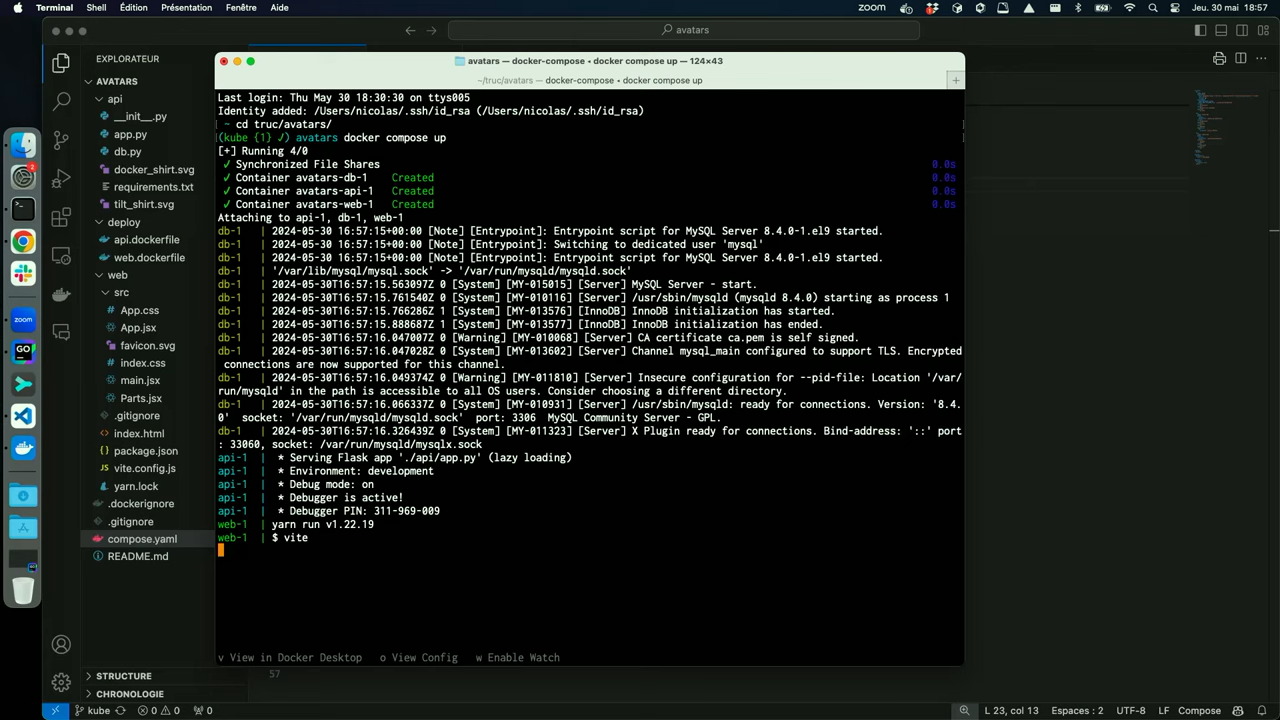 Terminal Shell Édition Présentation Fenêtre Aide
zoom
Jeu. 30 mai 18:57
avatars
EXPLORATEUR
AVATARS
api
__init__.py
app.py
db.py
docker_shirt.svg
requirements.txt
tilt_shirt.svg
deploy
api.dockerfile
web.dockerfile
web
src
App.css
App.jsx
favicon.svg
index.css
main.jsx
Parts.jsx
.gitignore
index.html
package.json
vite.config.js
yarn.lock
.dockerignore
.gitignore
compose.yaml
README.md
STRUCTURE
CHRONOLOGIE
zoom
GO
2
avatars — docker-compose • docker compose up — 124×43
~/truc/avatars — docker-compose • docker compose up
Last login: Thu May 30 18:30:30 on ttys005
Identity added: /Users/nicolas/.ssh/id_rsa (/Users/nicolas/.ssh/id_rsa)
~ cd truc/avatars/
(kube {1} ✓) avatars docker compose up
[+] Running 4/0
✓ Synchronized File Shares 0.0s
✓ Container avatars-db-1 Created 0.0s
✓ Container avatars-api-1 Created 0.0s
✓ Container avatars-web-1 Created 0.0s
Attaching to api-1, db-1, web-1
db-1 | 2024-05-30 16:57:15+00:00 [Note] [Entrypoint]: Entrypoint script for MySQL Server 8.4.0-1.el9 started.
db-1 | 2024-05-30 16:57:15+00:00 [Note] [Entrypoint]: Switching to dedicated user 'mysql'
db-1 | 2024-05-30 16:57:15+00:00 [Note] [Entrypoint]: Entrypoint script for MySQL Server 8.4.0-1.el9 started.
db-1 | '/var/lib/mysql/mysql.sock' -> '/var/run/mysqld/mysqld.sock'
db-1 | 2024-05-30T16:57:15.563097Z 0 [System] [MY-015015] [Server] MySQL Server - start.
db-1 | 2024-05-30T16:57:15.761540Z 0 [System] [MY-010116] [Server] /usr/sbin/mysqld (mysqld 8.4.0) starting as process 1
db-1 | 2024-05-30T16:57:15.766286Z 1 [System] [MY-013576] [InnoDB] InnoDB initialization has started.
db-1 | 2024-05-30T16:57:15.888687Z 1 [System] [MY-013577] [InnoDB] InnoDB initialization has ended.
db-1 | 2024-05-30T16:57:16.047007Z 0 [Warning] [MY-010068] [Server] CA certificate ca.pem is self signed.
db-1 | 2024-05-30T16:57:16.047028Z 0 [System] [MY-013602] [Server] Channel mysql_main configured to support TLS. Encrypted
connections are now supported for this channel.
db-1 | 2024-05-30T16:57:16.049374Z 0 [Warning] [MY-011810] [Server] Insecure configuration for --pid-file: Location '/var/
run/mysqld' in the path is accessible to all OS users. Consider choosing a different directory.
db-1 | 2024-05-30T16:57:16.066337Z 0 [System] [MY-010931] [Server] /usr/sbin/mysqld: ready for connections. Version: '8.4.
0' socket: '/var/run/mysqld/mysqld.sock' port: 3306 MySQL Community Server - GPL.
db-1 | 2024-05-30T16:57:16.326439Z 0 [System] [MY-011323] [Server] X Plugin ready for connections. Bind-address: '::' port
: 33060, socket: /var/run/mysqld/mysqlx.sock
api-1 | * Serving Flask app './api/app.py' (lazy loading)
api-1 | * Environment: development
api-1 | * Debug mode: on
api-1 | * Debugger is active!
api-1 | * Debugger PIN: 311-969-009
web-1 | yarn run v1.22.19
web-1 | $ vite
v View in Docker Desktop o View Config w Enable Watch
57
kube 0 0 0
L 23, col 13 Espaces : 2 UTF-8 LF Compose